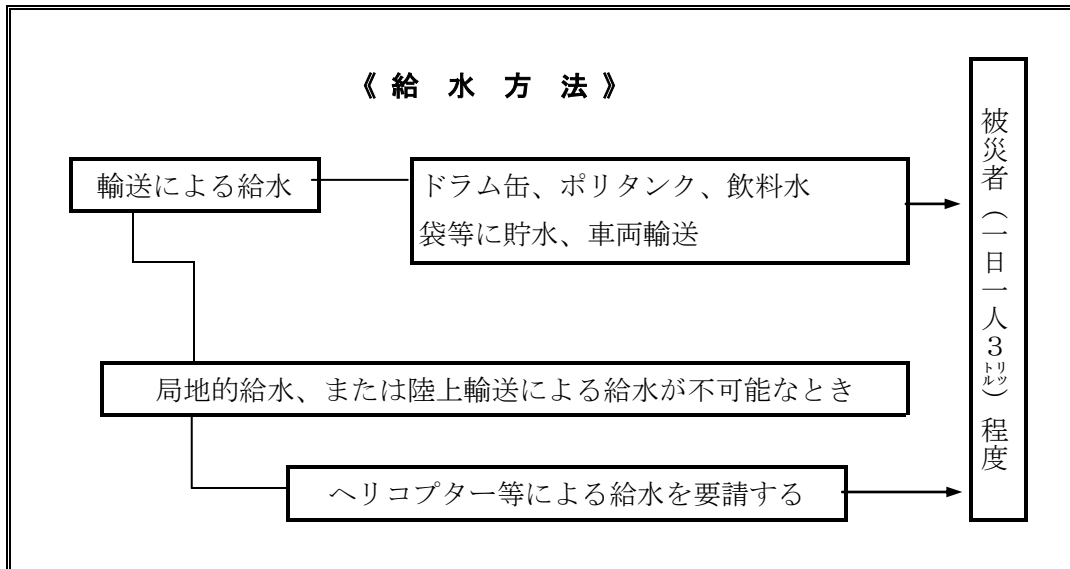 《 給 水 方 法 》
輸送による給水
ドラム缶、ポリタンク、飲料水
袋等に貯水、車両輸送
局地的給水、または陸上輸送による給水が不可能なとき
ヘリコプター等による給水を要請する
被災者（一日一人３リットル）程度